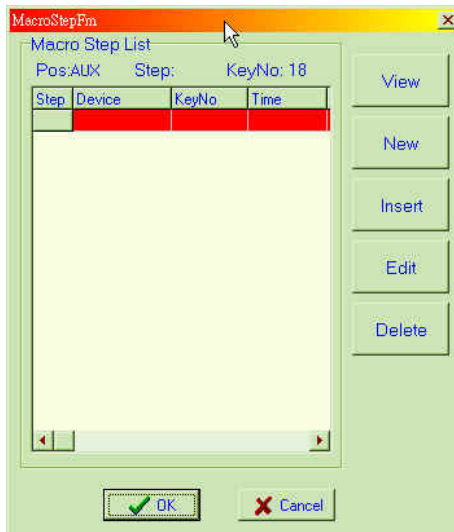 MacroStepFm
Macro Step List
Pos:AUX Step: KeyNo: 18
Step Device KeyNo Time
View
New
Insert
Edit
Delete
OK Cancel